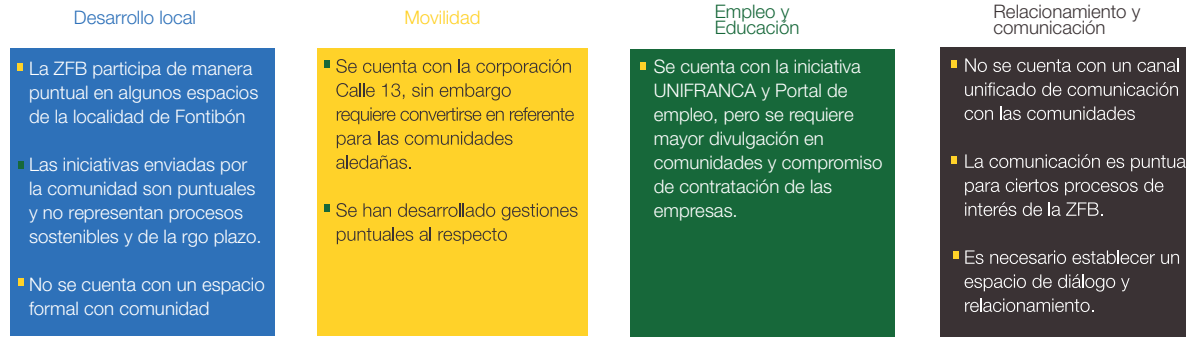 Desarrollo local
La ZFB participa de manera
puntual en algunos espacios
de la localidad de Fontibón
Las iniciativas enviadas por
la comunidad son puntuales
y no representan procesos
sostenibles y de la rgo plazo.
No se cuenta con un espacio
formal con comunidad
Movilidad
Se cuenta con la corporación
Calle 13, sin embargo
requiere convertirse en referente
para las comunidades
aledañas.
Se han desarrollado gestiones
puntuales al respecto
Empleo y
Educación
Se cuenta con la iniciativa
UNIFRANCA y Portal de
empleo, pero se requiere
mayor divulgación en
comunidades y compromiso
de contratación de las
empresas.
Relacionamiento y
comunicación
No se cuenta con un canal
unificado de comunicación
con las comunidades
La comunicación es puntua
para ciertos procesos de
interés de la ZFB.
Es necesario establecer un
espacio de diálogo y
relacionamiento.